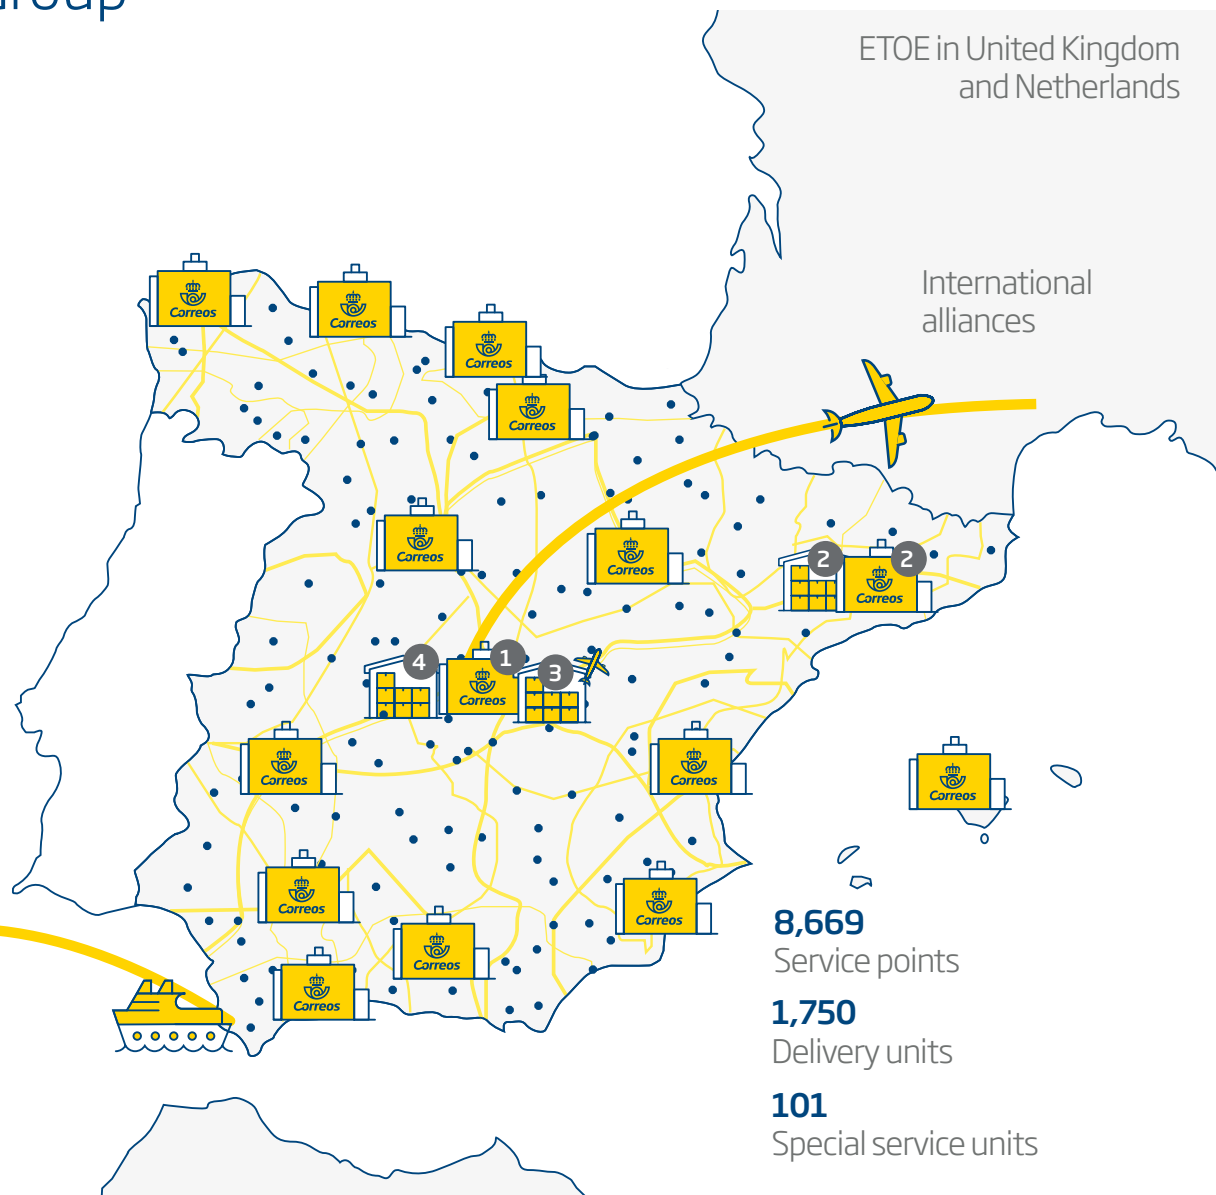 Group
ETOE in United Kingdom
and Netherlands
International
alliances
Correos
Correos
Correos
Correos
Correos
Correos
2
2
Correos
4
1
3
Correos
Correos
Correos
Correos
Correos
Correos
Correos
Correos
8,669
Service points
1,750
Delivery units
101
Special service units